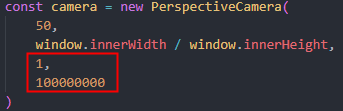 const camera = new PerspectiveCamera(
50,
window.innerWidth / window.innerHeight,
1,
100000000
)